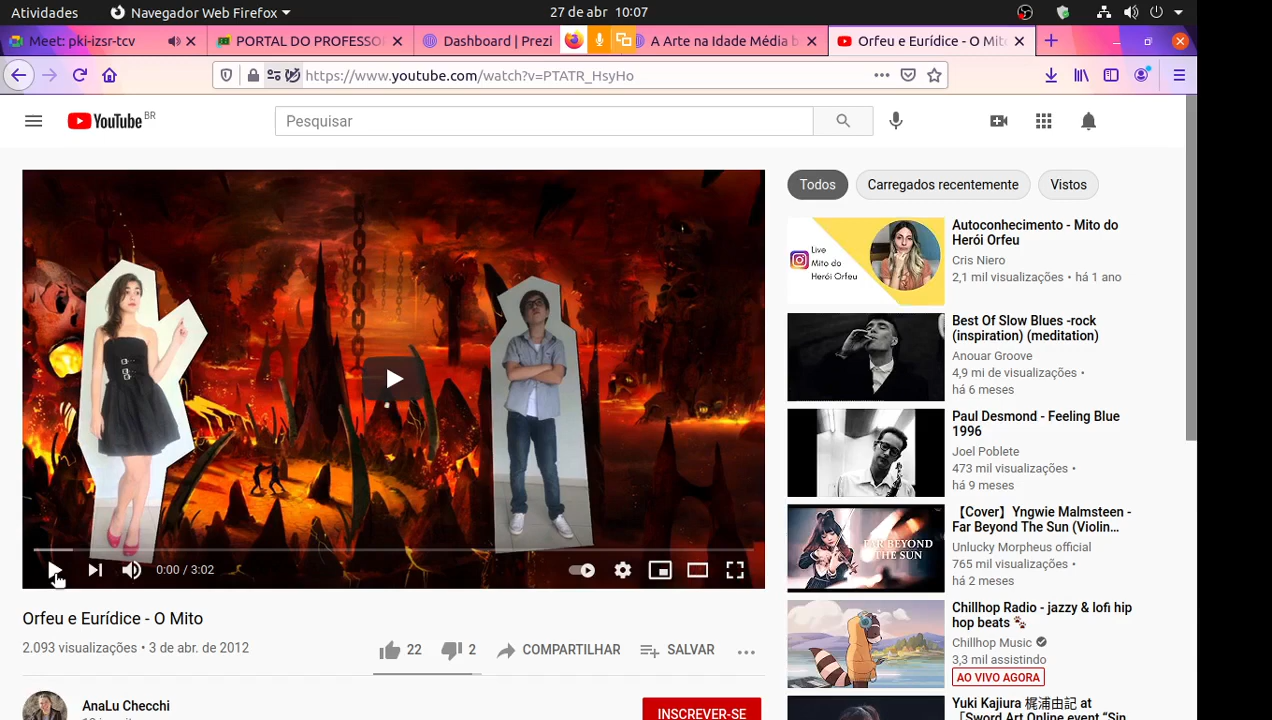 Atividades
Navegador Web Firefox
27 de abr 10:07
Meet: pki-izsr-tcv
PORTAL DO PROFESSO
Dashboard | Prezi
A Arte na Idade Média b
Orfeu e Eurídice - O Mit
https://www.youtube.com/watch?v=PTATR_HsyHo
YouTube BR
Pesquisar
Todos
Carregados recentemente
Vistos
Live
Mito do
Herói Orfeu
Autoconhecimento - Mito do
Herói Orfeu
Cris Niero
2,1 mil visualizações • há 1 ano
Best Of Slow Blues -rock
(inspiration) (meditation)
Anouar Groove
4,9 mi de visualizações •
há 6 meses
Paul Desmond - Feeling Blue
1996
Joel Poblete
473 mil visualizações •
há 9 meses
FAR BEYOND
THE SUN
【Cover】Yngwie Malmsteen -
Far Beyond The Sun (Violin...
Unlucky Morpheus official
765 mil visualizações •
há 2 meses
Chillhop Radio - jazzy & lofi hip
hop beats 🐾
Chillhop Music
3,3 mil assistindo
AO VIVO AGORA
Yuki Kajiura 梶浦由記 at
「Sword Art Online event "Sin
0:00 / 3:02
Orfeu e Eurídice - O Mito
2.093 visualizações • 3 de abr. de 2012
22
2
COMPARTILHAR
SALVAR
AnaLu Checchi
INSCREVER-SE